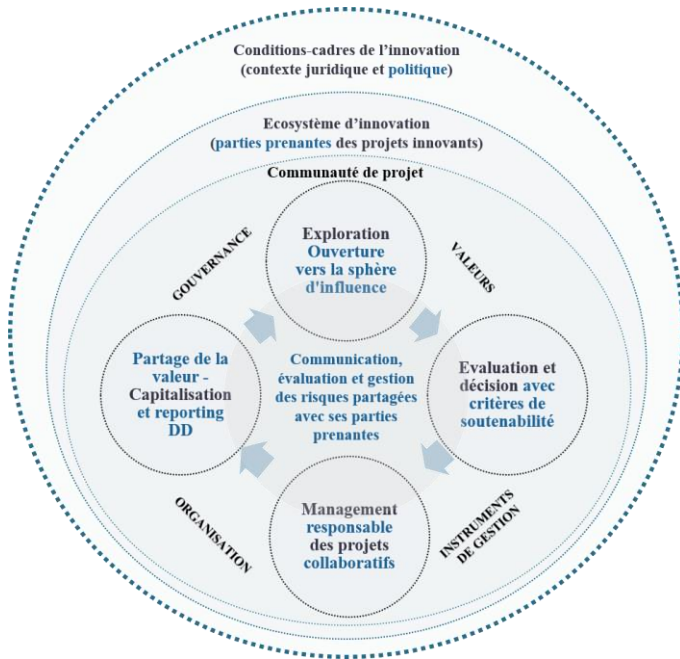 Conditions-cadres de l'innovation
(contexte juridique et politique)
Ecosystème d'innovation
(parties prenantes des projets innovants)
Communauté de projet
GOUVERNANCE
VALEURS
Exploration
Ouverture
vers la sphère
d'influence
Partage de la
valeur -
Capitalisation
et reporting
DD
Communication,
évaluation et gestion
des risques partagées
avec ses parties
prenantes
Evaluation et
décision avec
critères de
soutenabilité
ORGANISATION
Management
responsable
des projets
collaboratifs
INSTRUMENTS
DE GESTION